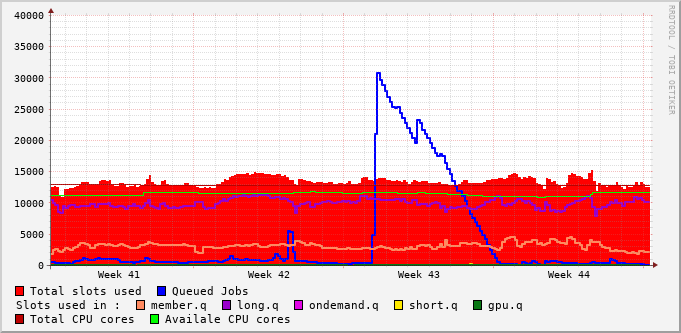 RRDTOOL / TOBI OETIKER
40000
35000
30000
25000
20000
15000
10000
5000
0
Week 41 Week 42 Week 43 Week 44
Total slots used Queued Jobs
Slots used in : member.q long.q ondemand.q short.q gpu.q
Total CPU cores Availale CPU cores